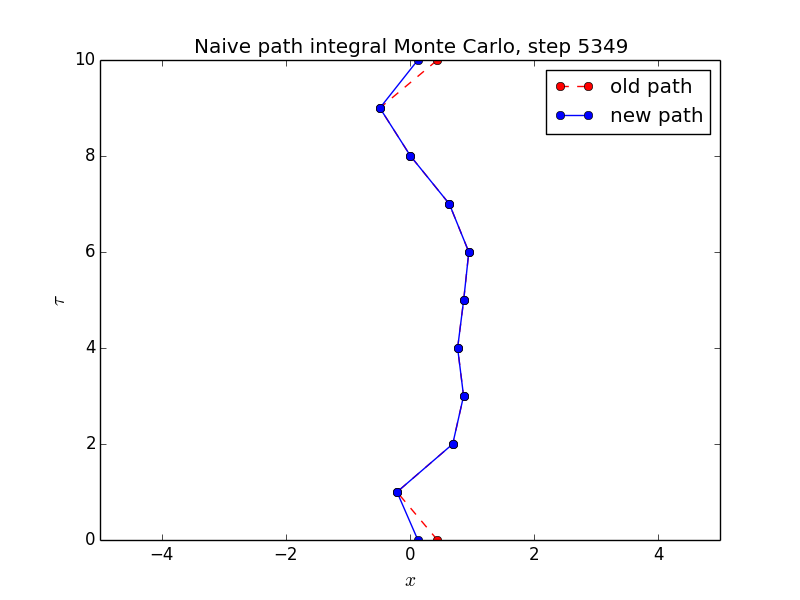 Naive path integral Monte Carlo, step 5349
old path
new path
10
8
6
4
2
0
τ
−4 −2 0 2 4
x